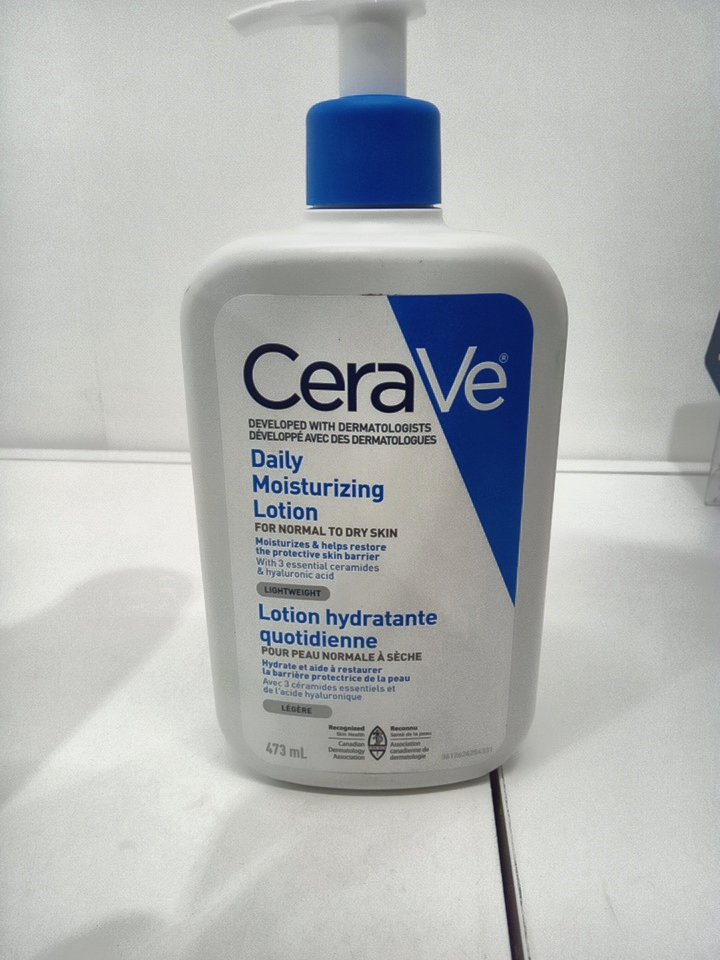 CeraVe®
DEVELOPED WITH DERMATOLOGISTS
DÉVELOPPÉ AVEC DES DERMATOLOGUES
Daily
Moisturizing
Lotion
FOR NORMAL TO DRY SKIN
Moisturizes & helps restore
the protective skin barrier
With 3 essential ceramides
& hyaluronic acid
LIGHTWEIGHT
Lotion hydratante
quotidienne
POUR PEAU NORMALE À SÈCHE
Hydrate et aide à restaurer
la barrière protectrice de la peau
Avec 3 céramides essentiels et
de l'acide hyaluronique
LÉGÈRE
473 mL
Recognized
Skin Health
Canadian
Dermatology
Association
Reconnu
Santé de la peau
Association
canadienne de
dermatologie